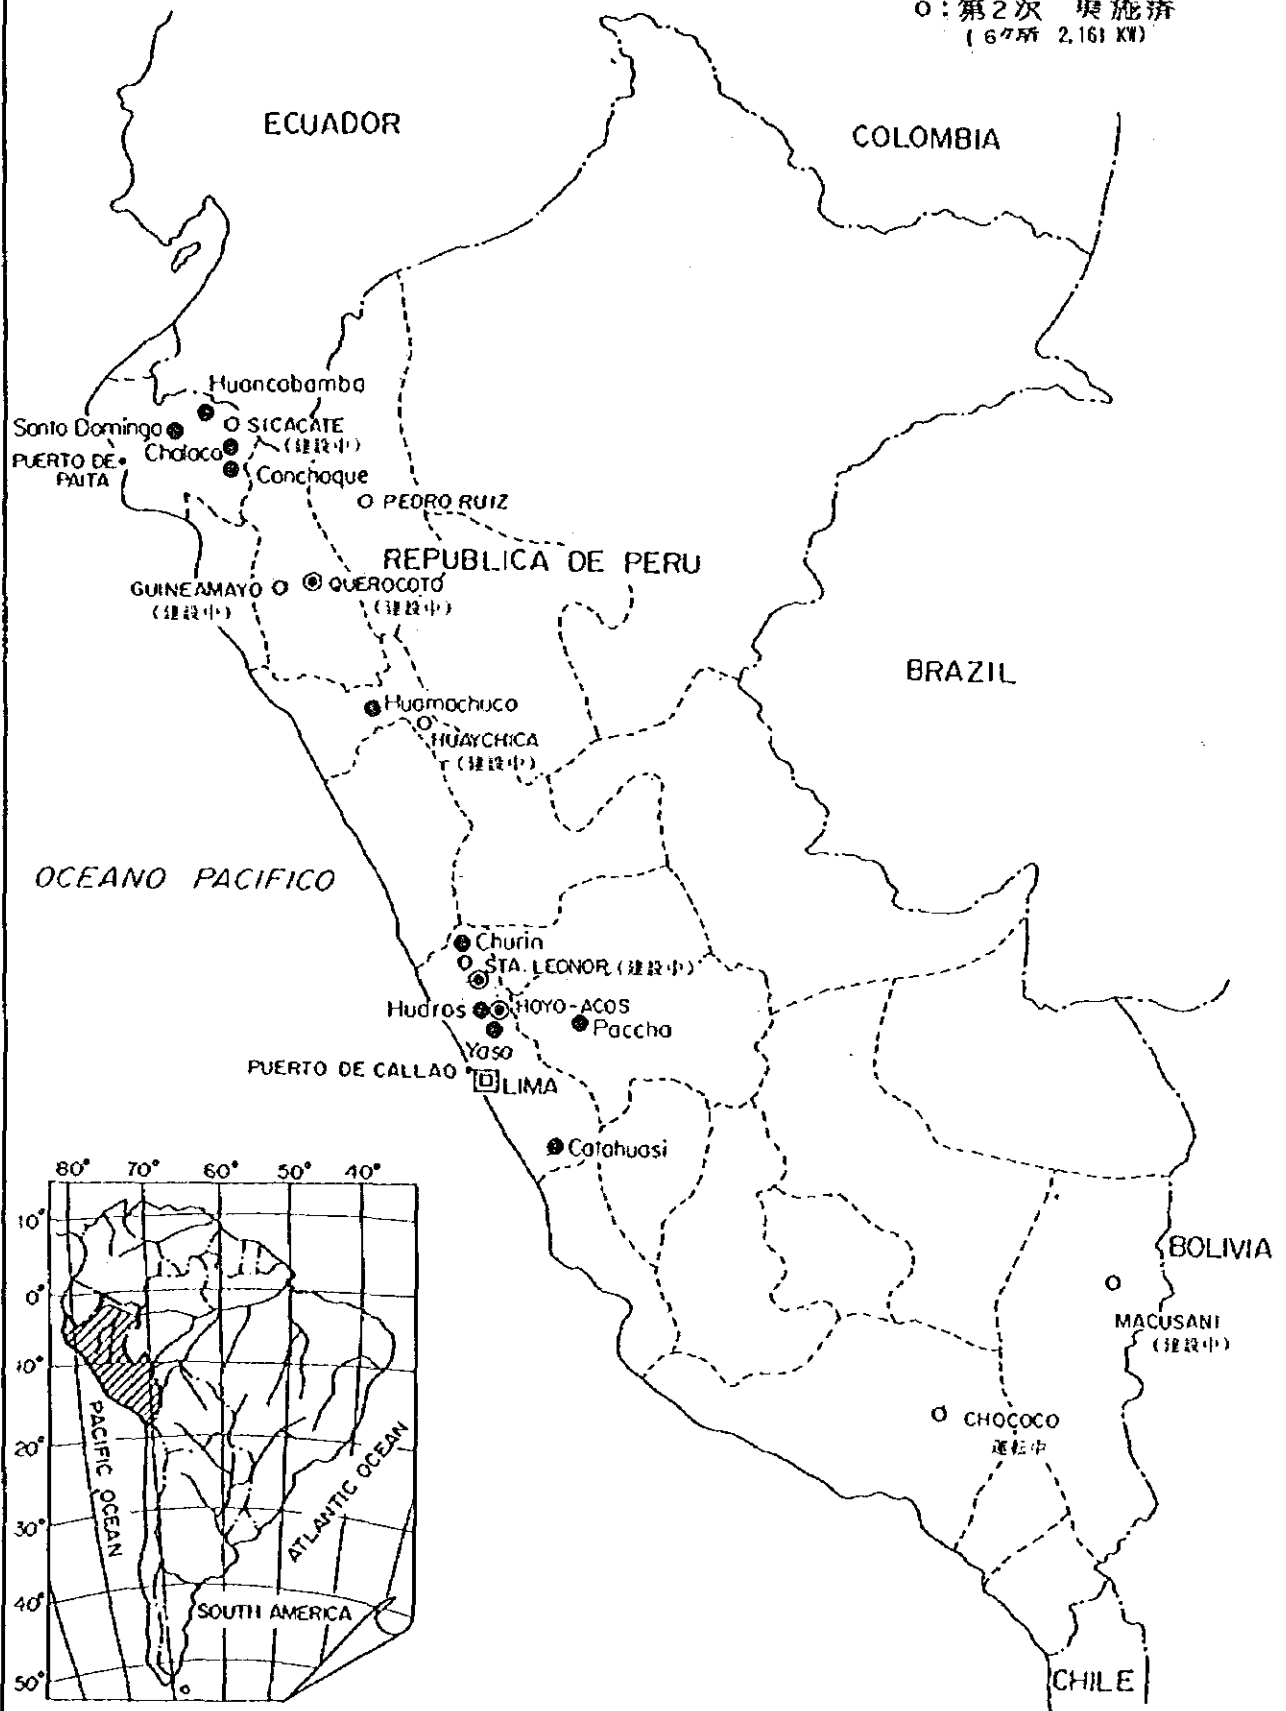 ○：第2次 実施済
(6ヶ所 2,161 KW)
ECUADOR
COLOMBIA
Huancabamba
Santo Domingo
SICACATE
(建設中)
Chalaco
PUERTO DE
PAITA
Canchaque
PEDRO RUIZ
REPUBLICA DE PERU
GUINEAMAYO
(建設中)
QUEROCOTO
(建設中)
BRAZIL
Huamachuco
HUAYCHICA
(建設中)
OCEANO PACIFICO
Churin
STA. LEONOR (建設中)
Huaros
HOYO-ACOS
Paccha
Yaso
PUERTO DE CALLAO
LIMA
Catahuasi
BOLIVIA
MACUSANI
(建設中)
CHOCOCO
運転中
CHILE
80° 70° 60° 50° 40°
10°
0°
10°
20°
30°
40°
50°
PACIFIC OCEAN
ATLANTIC OCEAN
SOUTH AMERICA